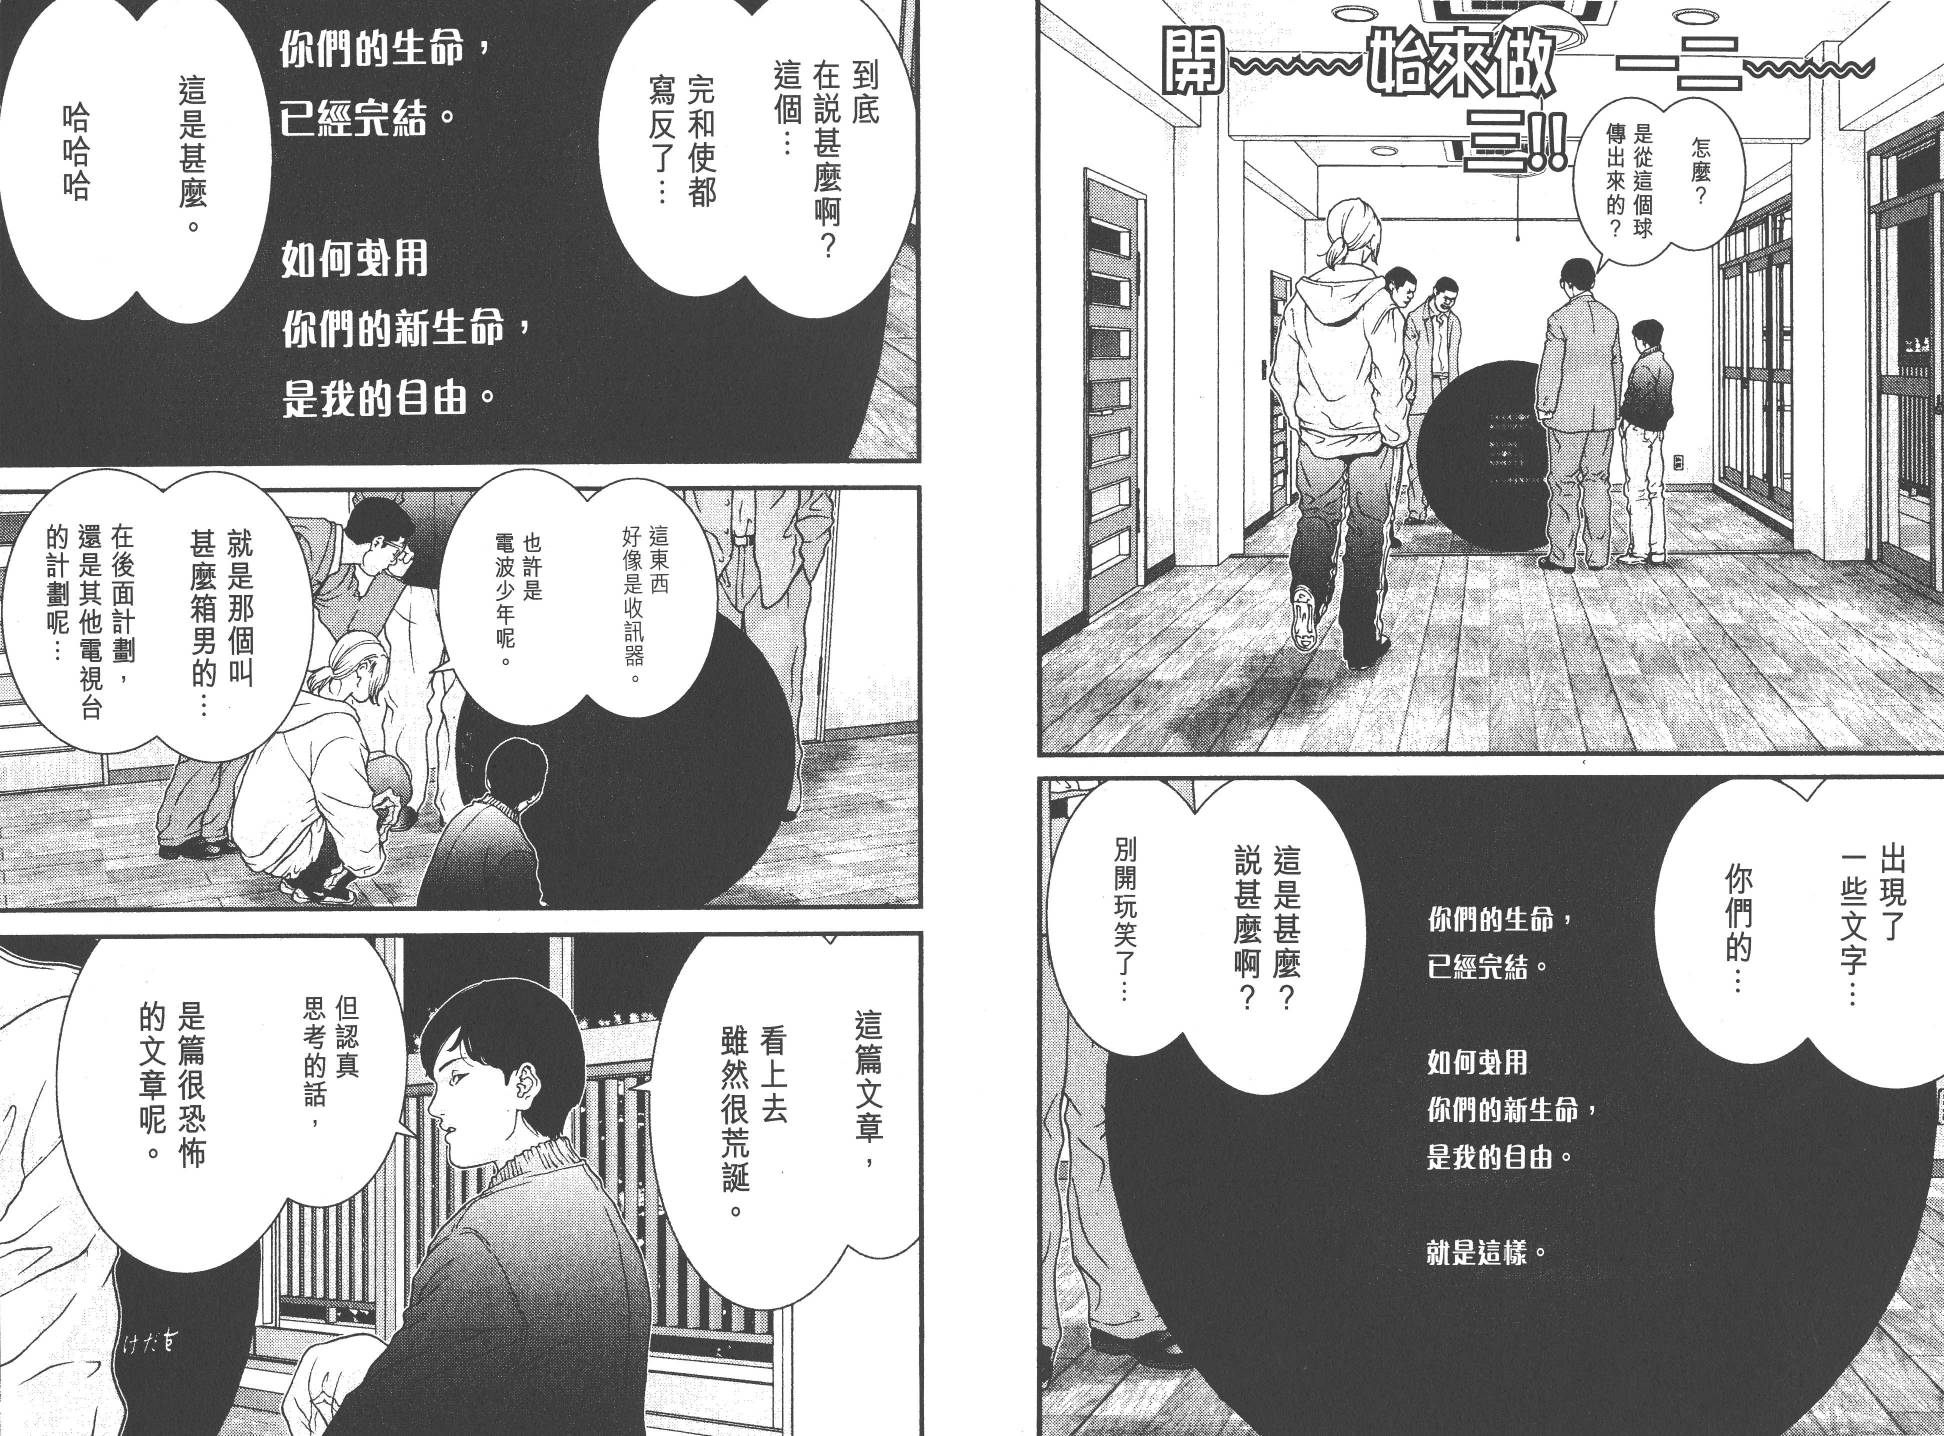 開～～～始來做　一二～～～
三!!
怎麼？
是從這個球
傳出來的？
出現了
一些文字…
你們的…
你們的生命，
已經完結。
如何使用
你們的新生命，
是我的自由。
就是這樣。
這是甚麼？
說甚麼啊？
別開玩笑了…
到底
在說甚麼啊？
這個…
完和使都
寫反了…
你們的生命，
已經完結。
如何使用
你們的新生命，
是我的自由。
這是甚麼。
哈哈哈
這東西
好像是收訊器。
也許是
電波少年呢。
就是那個叫
甚麼箱男的…
在後面計劃，
還是其他電視台
的計劃呢…
這篇文章，
看上去
雖然很荒誕。
但認真
思考的話，
是篇很恐怖
的文章呢。
けだを